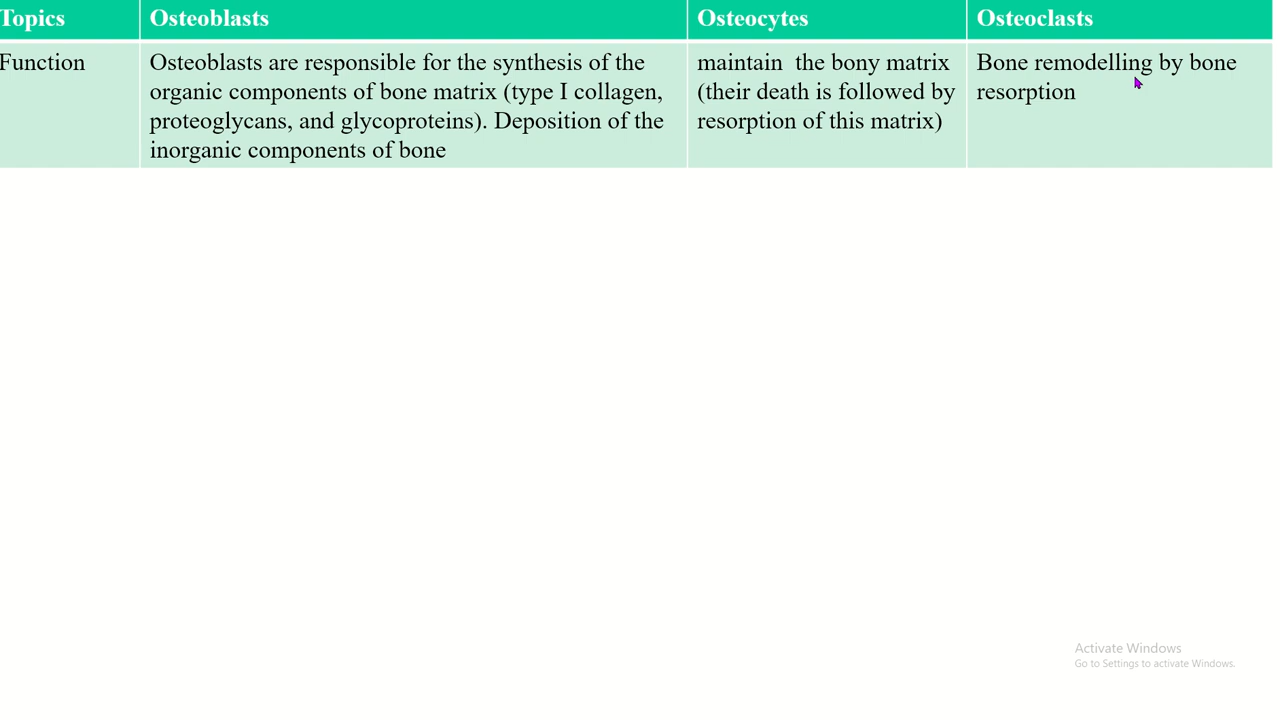 Topics
Osteoblasts
Osteocytes
Osteoclasts
Function
Osteoblasts are responsible for the synthesis of the
organic components of bone matrix (type I collagen,
proteoglycans, and glycoproteins). Deposition of the
inorganic components of bone
maintain  the bony matrix
(their death is followed by
resorption of this matrix)
Bone remodelling by bone
resorption
Activate Windows
Go to Settings to activate Windows.